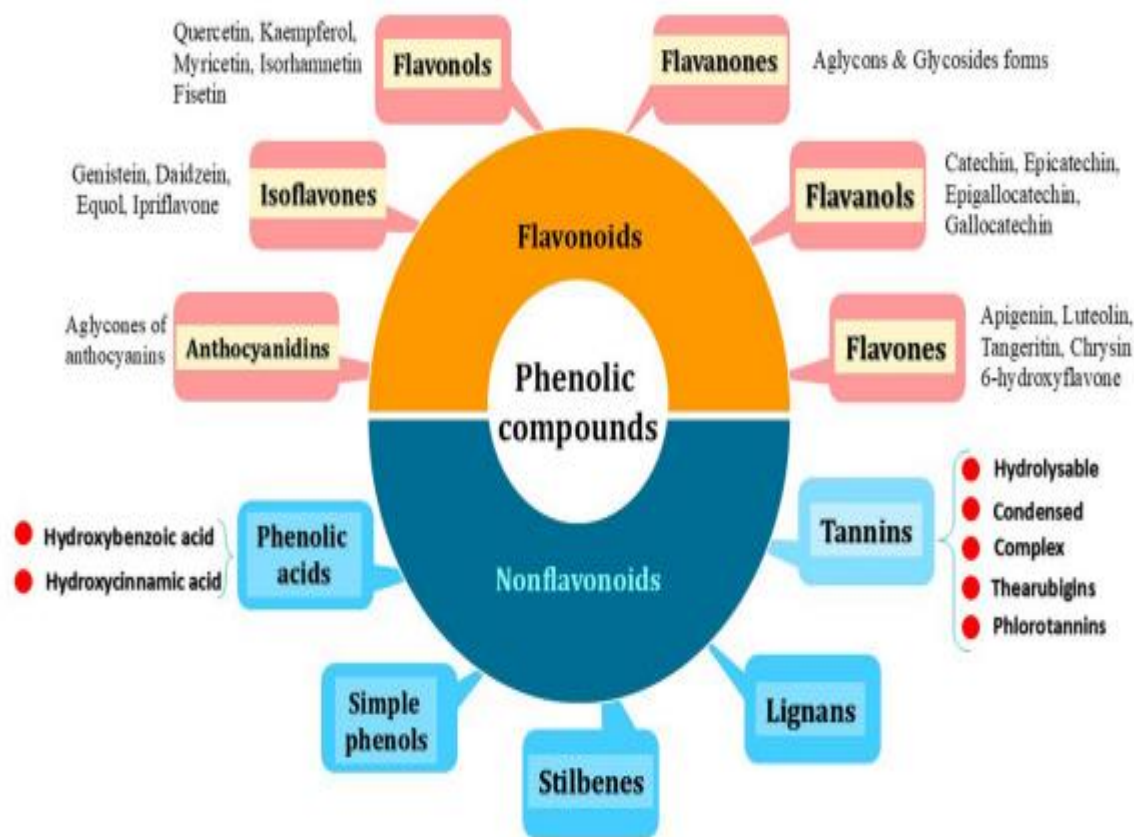 Quercetin, Kaempferol,
Myricetin, Isorhamnetin
Fisetin
Flavonols
Flavanones
Aglycons & Glycosides forms
Genistein, Daidzein,
Equol, Ipriflavone
Isoflavones
Flavanols
Catechin, Epicatechin,
Epigallocatechin,
Gallocatechin
Flavonoids
Aglycones of
anthocyanins
Anthocyanidins
Flavones
Apigenin, Luteolin,
Tangeritin, Chrysin
6-hydroxyflavone
Phenolic
compounds
Hydroxybenzoic acid
Hydroxycinnamic acid
Phenolic
acids
Nonflavonoids
Tannins
Hydrolysable
Condensed
Complex
Thearubigins
Phlorotannins
Simple
phenols
Stilbenes
Lignans